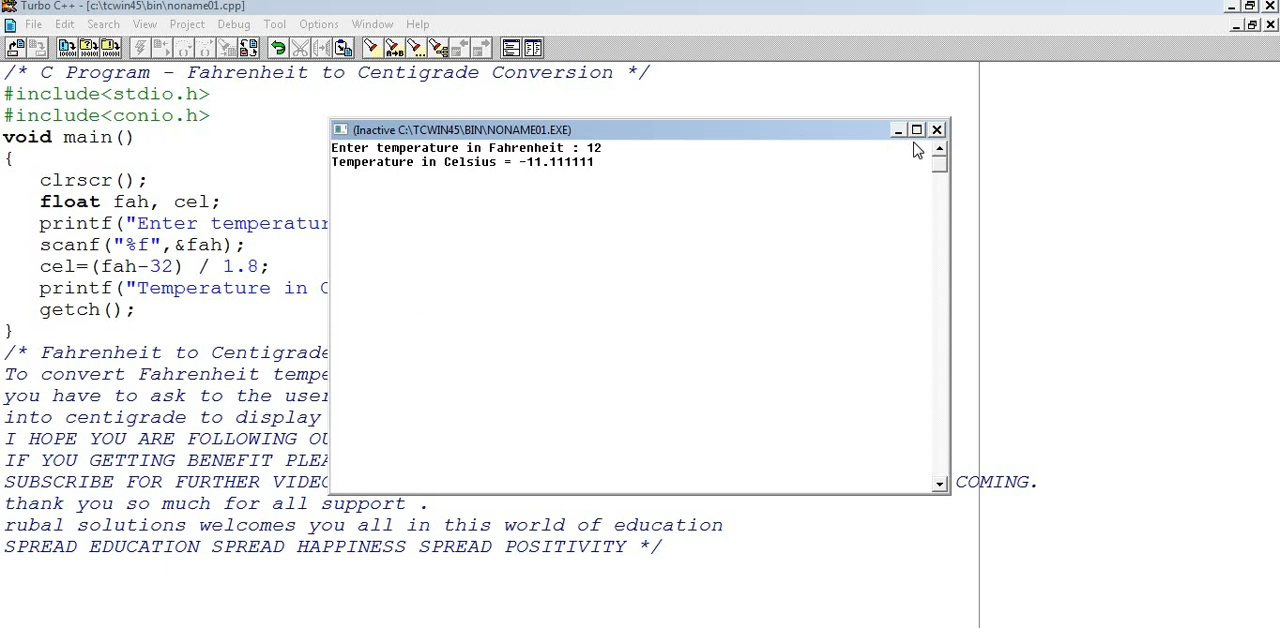 Turbo C++ - [c:\tcwin45\bin\noname01.cpp]
File Edit Search View Project Debug Tool Options Window Help
/* C Program - Fahrenheit to Centigrade Conversion */
#include<stdio.h>
#include<conio.h>
void main()
{
clrscr();
float fah, cel;
printf("Enter temperatur
scanf("%f",&fah);
cel=(fah-32) / 1.8;
printf("Temperature in C
getch();
}
/* Fahrenheit to Centigrade
To convert Fahrenheit tempe
you have to ask to the user
into centigrade to display
I HOPE YOU ARE FOLLOWING OU
IF YOU GETTING BENEFIT PLEA
SUBSCRIBE FOR FURTHER VIDEO COMING.
thank you so much for all support .
rubal solutions welcomes you all in this world of education
SPREAD EDUCATION SPREAD HAPPINESS SPREAD POSITIVITY */
(Inactive C:\TCWIN45\BIN\NONAME01.EXE)
Enter temperature in Fahrenheit : 12
Temperature in Celsius = -11.111111